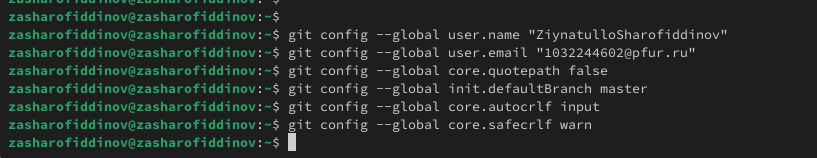 zasharofiddinov@zasharofiddinov:~$
zasharofiddinov@zasharofiddinov:~$ git config --global user.name "ZiynatulloSharofiddinov"
zasharofiddinov@zasharofiddinov:~$ git config --global user.email "1032244602@pfur.ru"
zasharofiddinov@zasharofiddinov:~$ git config --global core.quotepath false
zasharofiddinov@zasharofiddinov:~$ git config --global init.defaultBranch master
zasharofiddinov@zasharofiddinov:~$ git config --global core.autocrlf input
zasharofiddinov@zasharofiddinov:~$ git config --global core.safecrlf warn
zasharofiddinov@zasharofiddinov:~$